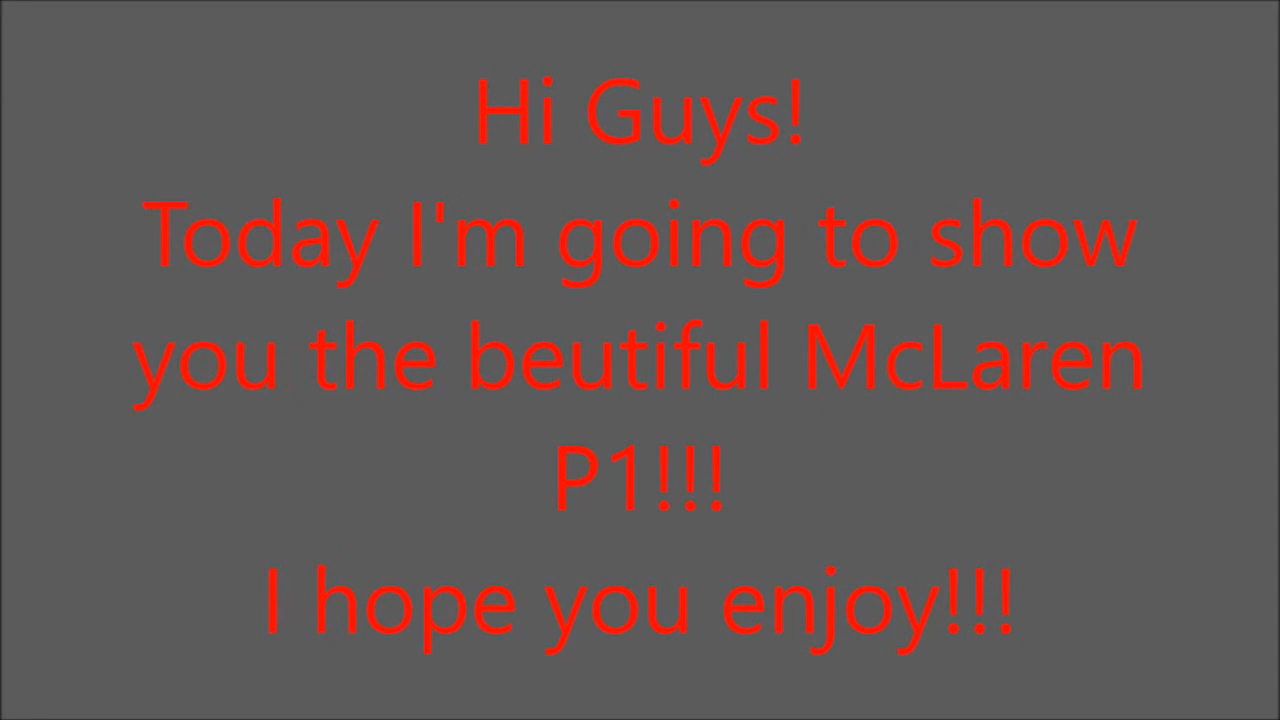 Hi Guys!
Today I'm going to show
you the beutiful McLaren
P1!!!
I hope you enjoy!!!